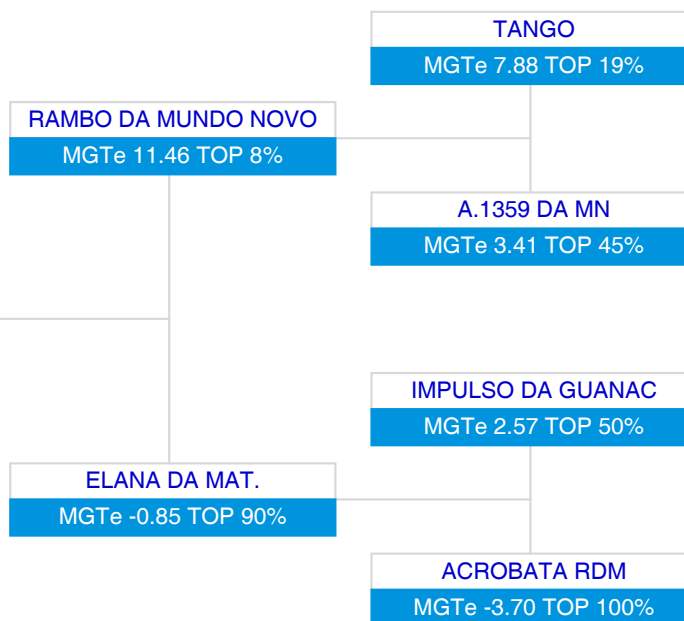 TANGO
MGTe 7.88 TOP 19%
RAMBO DA MUNDO NOVO
MGTe 11.46 TOP 8%
A.1359 DA MN
MGTe 3.41 TOP 45%
IMPULSO DA GUANAC
MGTe 2.57 TOP 50%
ELANA DA MAT.
MGTe -0.85 TOP 90%
ACROBATA RDM
MGTe -3.70 TOP 100%